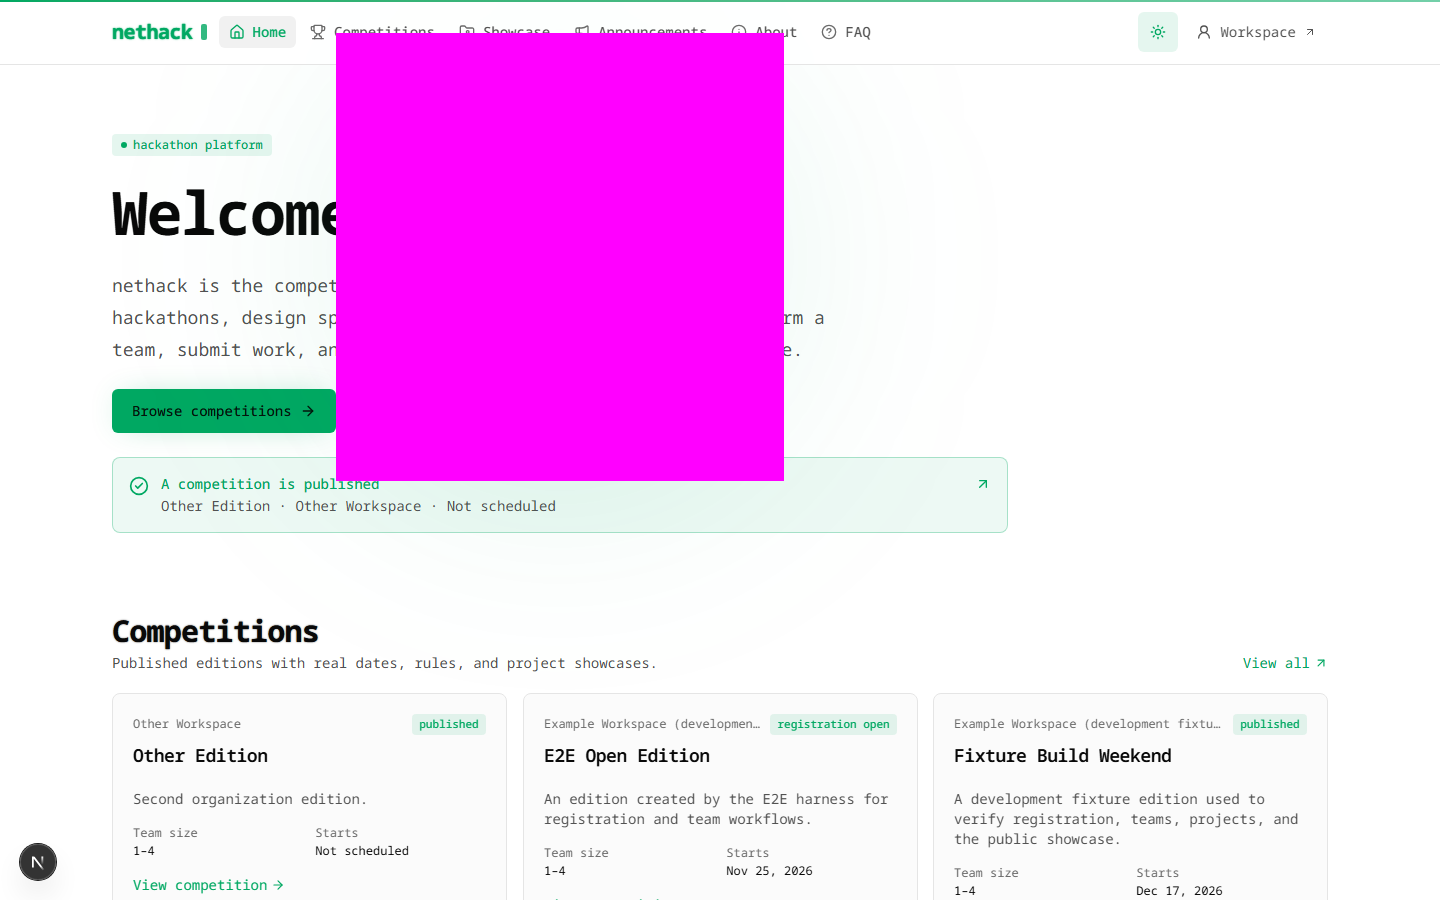 nethack
Home Competitions Showcase Announcements About FAQ Workspace
hackathon platform
Welcome
nethack is the
hackathons, design a
team, submit work,
Browse competitions
A competition is published
Other Edition · Other Workspace · Not scheduled
Competitions
Published editions with real dates, rules, and project showcases.
View all
Other Workspace published
Other Edition
Second organization edition.
Team size Starts
1–4 Not scheduled
View competition
Example Workspace (developmen… registration open
E2E Open Edition
An edition created by the E2E harness for
registration and team workflows.
Team size Starts
1–4 Nov 25, 2026
Example Workspace (development fixtu… published
Fixture Build Weekend
A development fixture edition used to
verify registration, teams, projects, and
the public showcase.
Team size Starts
1–4 Dec 17, 2026
N